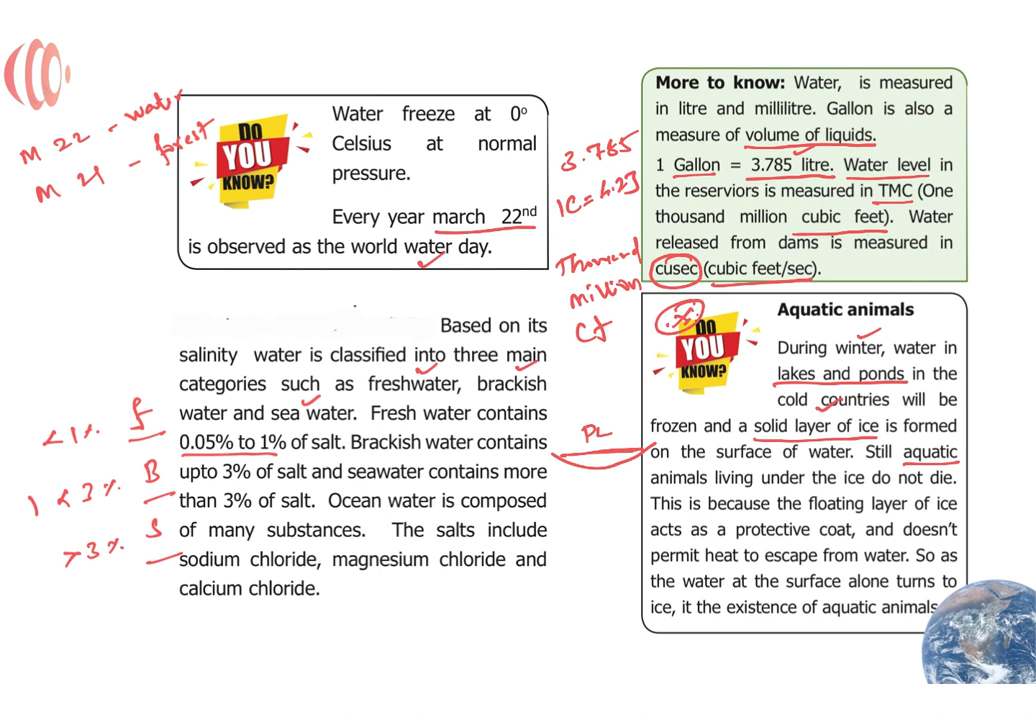 M 22 - water
M 21 - forest
DO
YOU
KNOW?
Water freeze at 0°
Celsius at normal
pressure.
Every year march 22nd
is observed as the world water day.
Based on its
salinity water is classified into three main
categories such as freshwater, brackish
water and sea water. Fresh water contains
0.05% to 1% of salt. Brackish water contains
upto 3% of salt and seawater contains more
than 3% of salt. Ocean water is composed
of many substances. The salts include
sodium chloride, magnesium chloride and
calcium chloride.
<1% f
1 < 3% B
>3% S
3.785
1C = 4.23
Thousand
million
cf
PL
More to know: Water, is measured
in litre and millilitre. Gallon is also a
measure of volume of liquids.
1 Gallon = 3.785 litre. Water level in
the reserviors is measured in TMC (One
thousand million cubic feet). Water
released from dams is measured in
cusec (cubic feet/sec).
DO
YOU
KNOW?
Aquatic animals
During winter, water in
lakes and ponds in the
cold countries will be
frozen and a solid layer of ice is formed
on the surface of water. Still aquatic
animals living under the ice do not die.
This is because the floating layer of ice
acts as a protective coat, and doesn't
permit heat to escape from water. So as
the water at the surface alone turns to
ice, it the existence of aquatic animals.